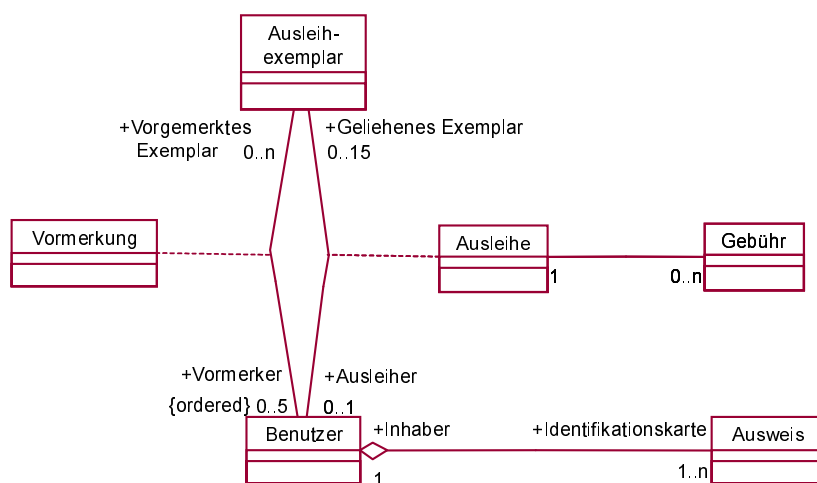 Ausleih-
exemplar
+Vorgemerktes
Exemplar
0..n
+Geliehenes Exemplar
0..15
Vormerkung
Ausleihe
Gebühr
1
0..n
+Vormerker
{ordered} 0..5
+Ausleiher
0..1
Benutzer
+Inhaber
1
+Identifikationskarte
1..n
Ausweis